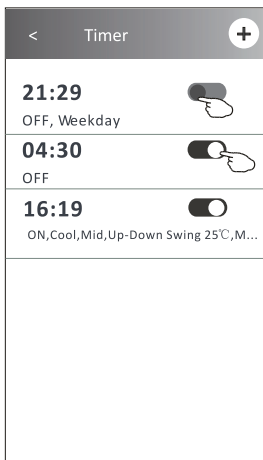 < Timer +
21:29
OFF, Weekday
04:30
OFF
16:19
ON,Cool,Mid,Up-Down Swing 25℃,M...